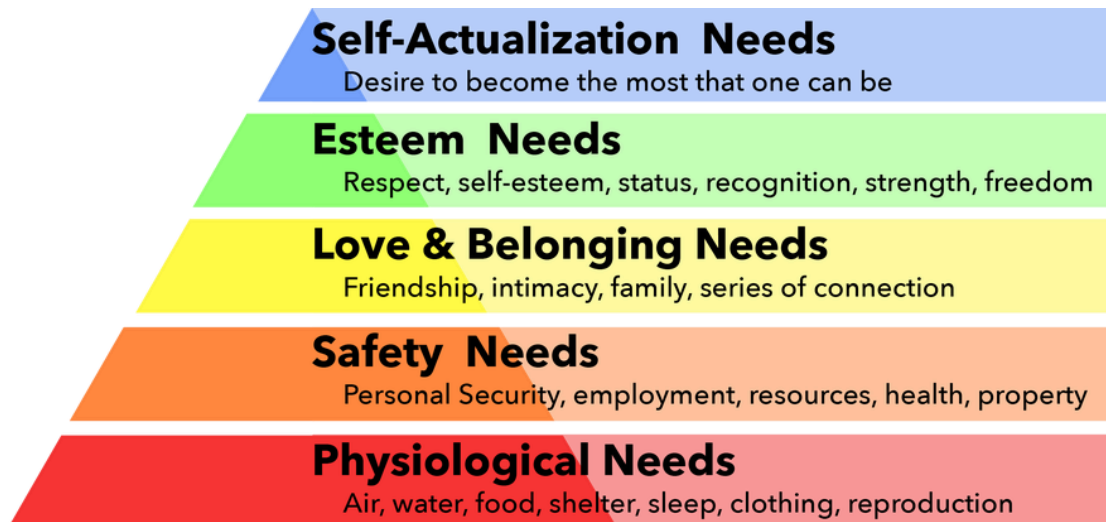 Self-Actualization Needs
Desire to become the most that one can be
Esteem Needs
Respect, self-esteem, status, recognition, strength, freedom
Love & Belonging Needs
Friendship, intimacy, family, series of connection
Safety Needs
Personal Security, employment, resources, health, property
Physiological Needs
Air, water, food, shelter, sleep, clothing, reproduction